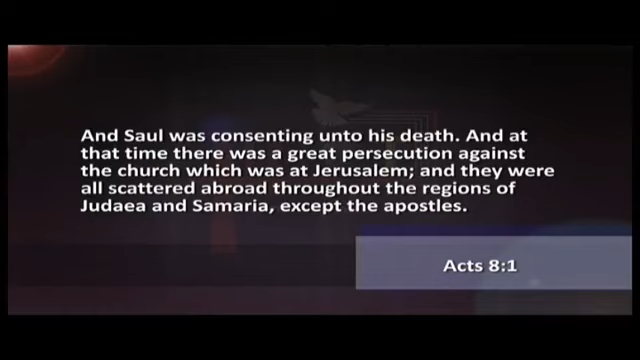 And Saul was consenting unto his death. And at
that time there was a great persecution against
the church which was at Jerusalem; and they were
all scattered abroad throughout the regions of
Judaea and Samaria, except the apostles.
Acts 8:1